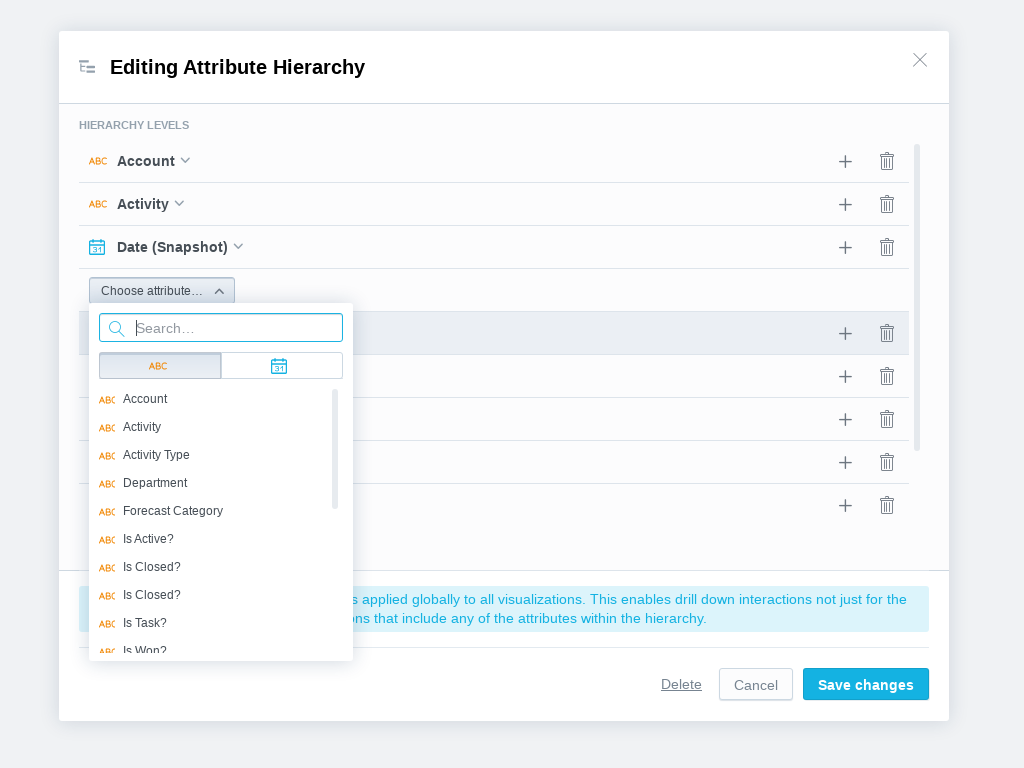 Editing Attribute Hierarchy
HIERARCHY LEVELS
ABC Account
ABC Activity
31 Date (Snapshot)
Choose attribute…
Search…
ABC 31
ABC Account
ABC Activity
ABC Activity Type
ABC Department
ABC Forecast Category
ABC Is Active?
ABC Is Closed?
ABC Is Closed?
ABC Is Task?
ABC Is Won?
s applied globally to all visualizations. This enables drill down interactions not just for the
ons that include any of the attributes within the hierarchy.
Delete Cancel Save changes